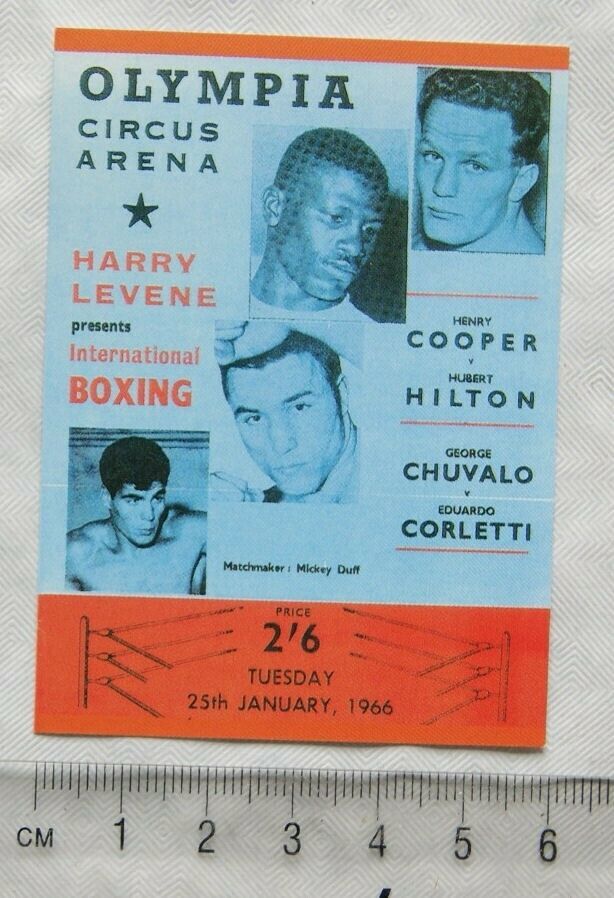 OLYMPIA
CIRCUS
ARENA
HARRY
LEVENE
presents
International
BOXING
HENRY
COOPER
v
HUBERT
HILTON
GEORGE
CHUVALO
v
EDUARDO
CORLETTI
Matchmaker : Mickey Duff
PRICE
2'6
TUESDAY
25th JANUARY, 1966
CM 1 2 3 4 5 6